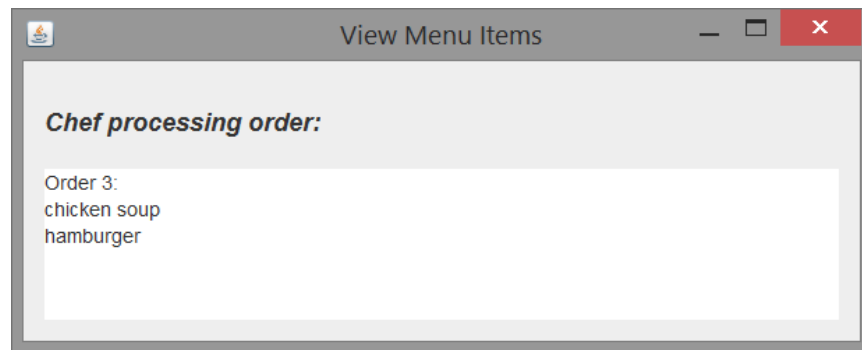 View Menu Items
Chef processing order:
Order 3:
chicken soup
hamburger